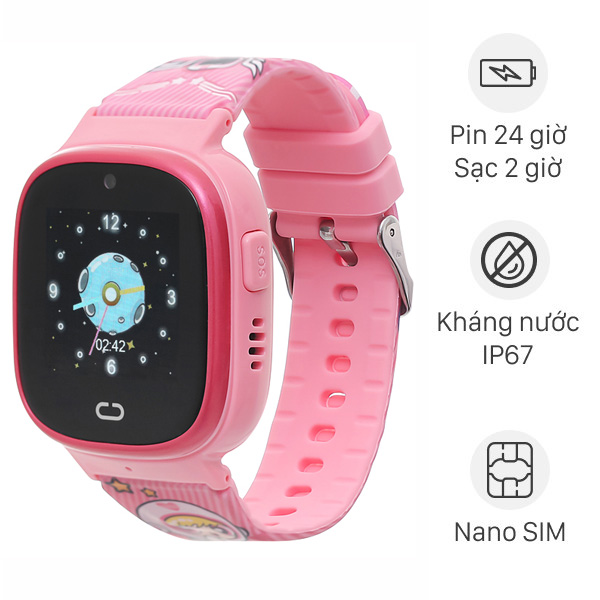 12
9
3
02:42
6
SOS
Pin 24 giờ
Sạc 2 giờ
Kháng nước
IP67
Nano SIM